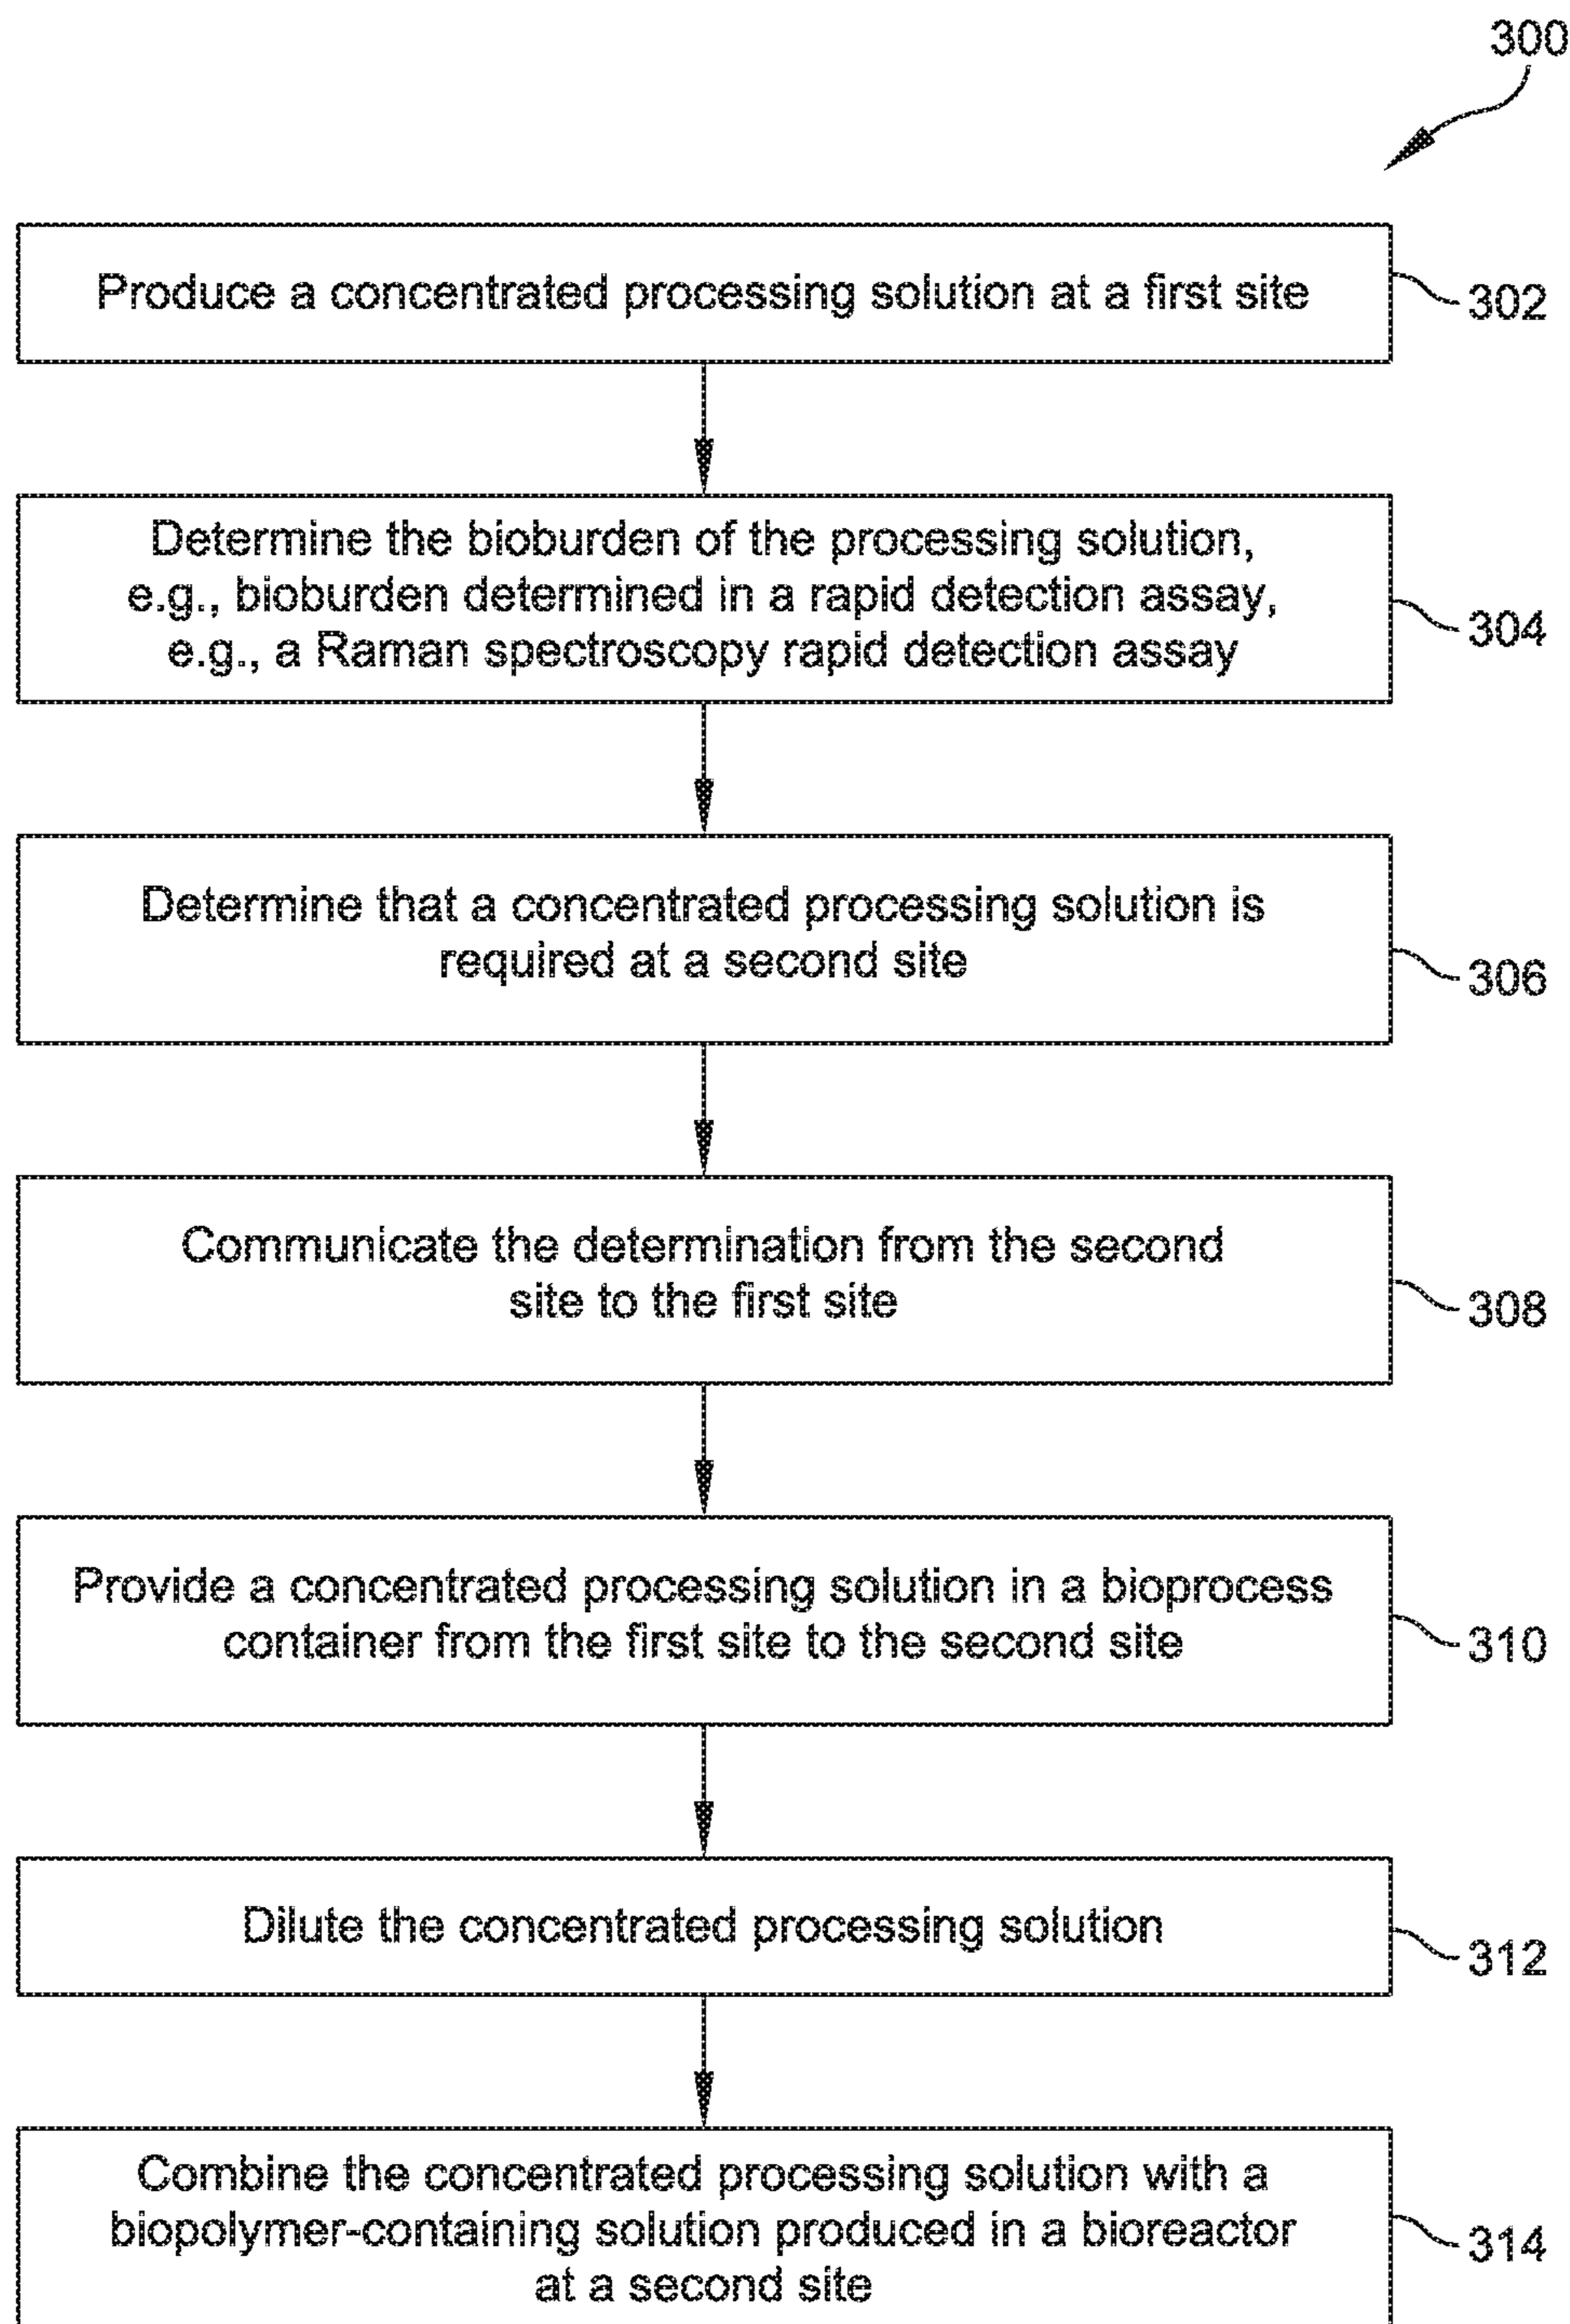 300
Produce a concentrated processing solution at a first site
302
Determine the bioburden of the processing solution,
e.g., bioburden determined in a rapid detection assay,
e.g., a Raman spectroscopy rapid detection assay
304
Determine that a concentrated processing solution is
required at a second site
306
Communicate the determination from the second
site to the first site
308
Provide a concentrated processing solution in a bioprocess
container from the first site to the second site
310
Dilute the concentrated processing solution
312
Combine the concentrated processing solution with a
biopolymer-containing solution produced in a bioreactor
at a second site
314